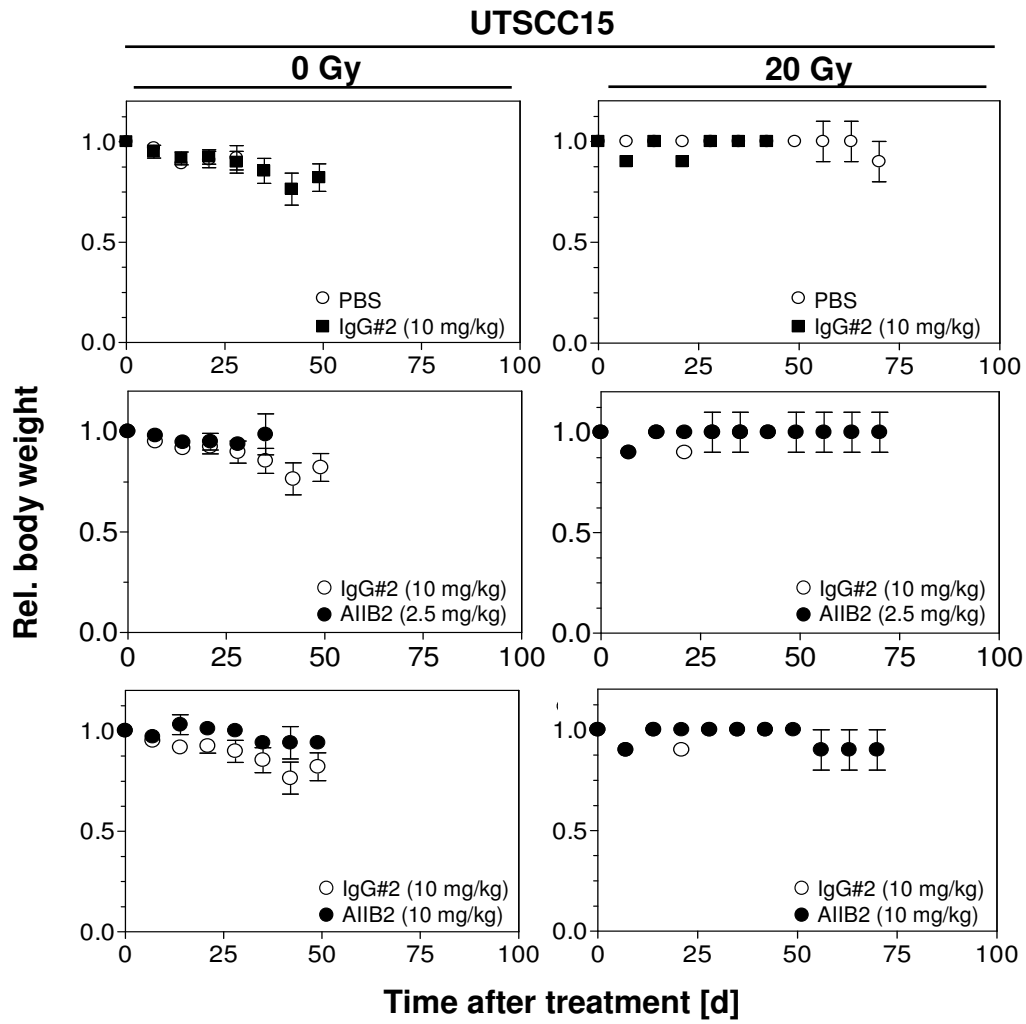 UTSCC15
0 Gy
20 Gy
1.0
0.5
0.0
0 25 50 75 100
PBS
IgG#2 (10 mg/kg)
1.0
0.5
0.0
0 25 50 75 100
PBS
IgG#2 (10 mg/kg)
Rel. body weight
1.0
0.5
0.0
0 25 50 75 100
IgG#2 (10 mg/kg)
AIIB2 (2.5 mg/kg)
1.0
0.5
0.0
0 25 50 75 100
IgG#2 (10 mg/kg)
AIIB2 (2.5 mg/kg)
1.0
0.5
0.0
0 25 50 75 100
IgG#2 (10 mg/kg)
AIIB2 (10 mg/kg)
1.0
0.5
0.0
0 25 50 75 100
IgG#2 (10 mg/kg)
AIIB2 (10 mg/kg)
Time after treatment [d]